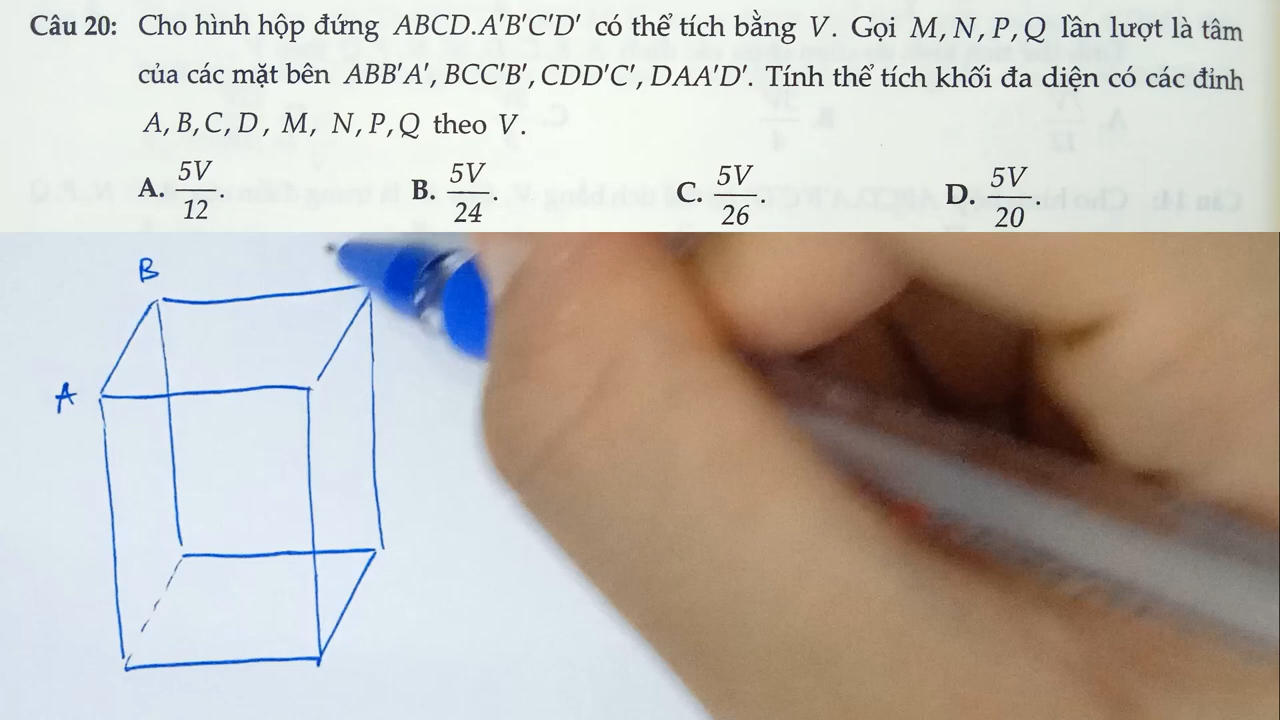 Câu 20: Cho hình hộp đứng ABCD.A'B'C'D' có thể tích bằng V. Gọi M, N, P, Q lần lượt là tâm
của các mặt bên ABB'A', BCC'B', CDD'C', DAA'D'. Tính thể tích khối đa diện có các đỉnh
A, B, C, D, M, N, P, Q theo V.
A. 5V/12. B. 5V/24. C. 5V/26. D. 5V/20.
B
A